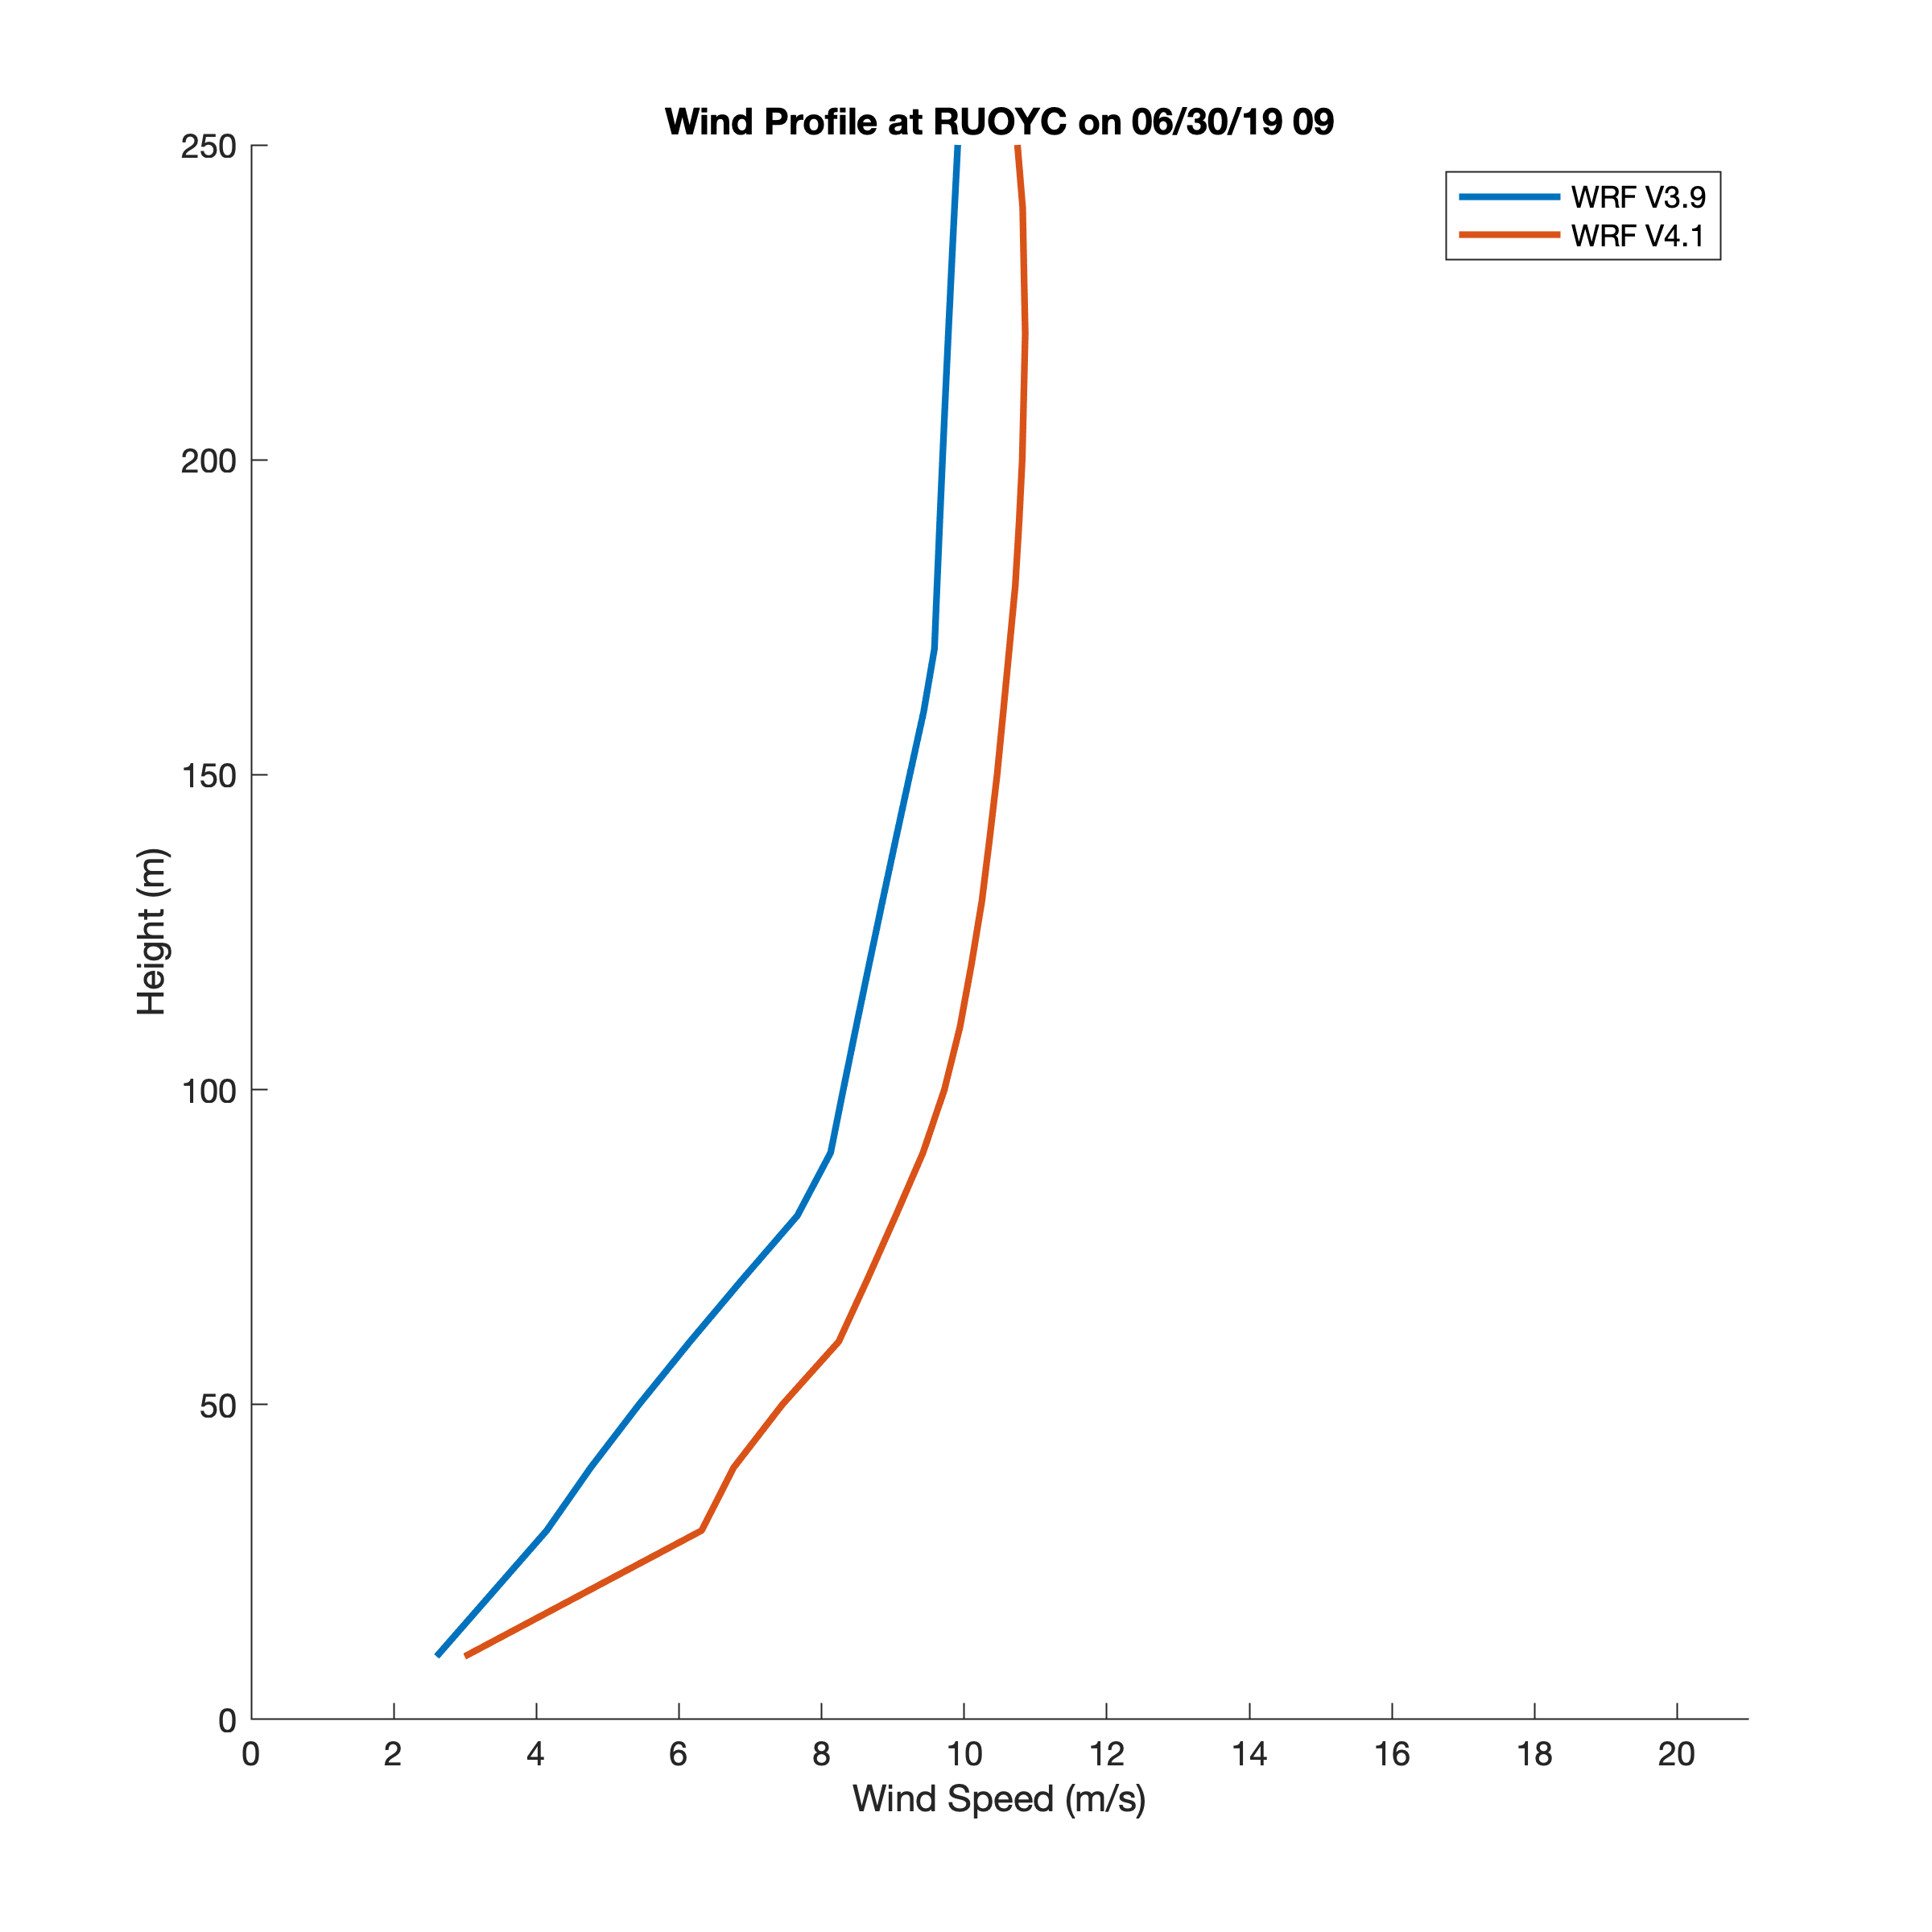 Wind Profile at RUOYC on 06/30/19 09
250
200
150
100
50
0
Height (m)
WRF V3.9
WRF V4.1
0 2 4 6 8 10 12 14 16 18 20
Wind Speed (m/s)